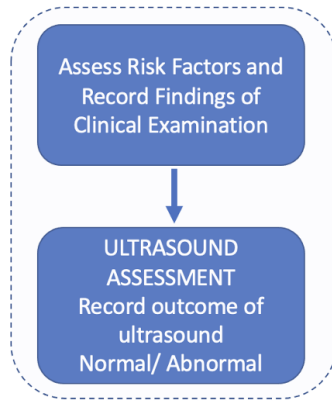 Assess Risk Factors and
Record Findings of
Clinical Examination
ULTRASOUND
ASSESSMENT
Record outcome of
ultrasound
Normal/ Abnormal